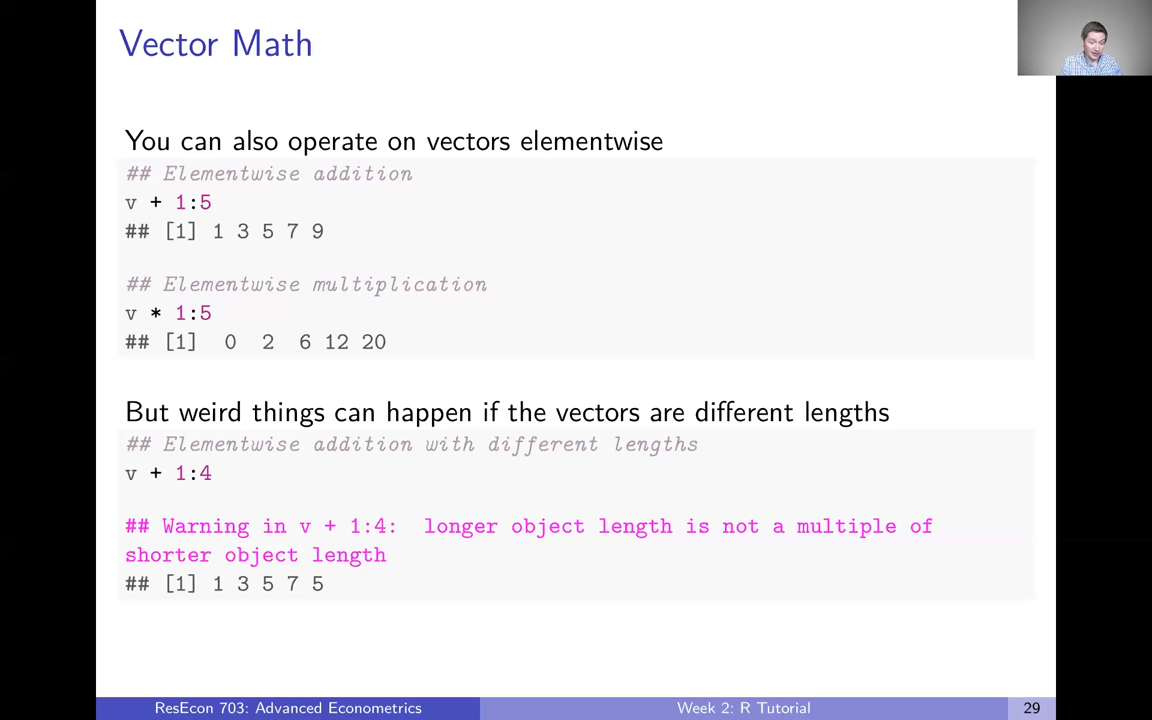 Vector Math
You can also operate on vectors elementwise
## Elementwise addition
v + 1:5
## [1] 1 3 5 7 9
## Elementwise multiplication
v * 1:5
## [1]  0  2  6 12 20
But weird things can happen if the vectors are different lengths
## Elementwise addition with different lengths
v + 1:4
## Warning in v + 1:4:  longer object length is not a multiple of
shorter object length
## [1] 1 3 5 7 5
ResEcon 703: Advanced Econometrics
Week 2: R Tutorial
29